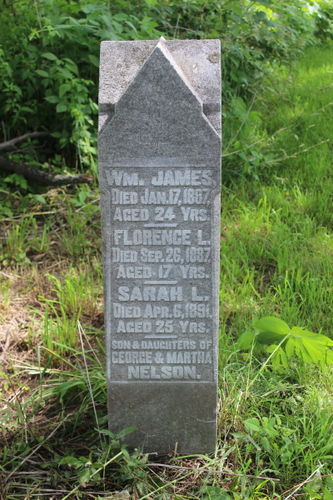 WM. JAMES.
DIED JAN. 17, 1887,
AGED 24 YRS.
FLORENCE L.
DIED SEP. 26, 1887,
AGED 17 YRS.
SARAH L.
DIED APR. 6, 1891,
AGED 25 YRS.
SON & DAUGHTERS OF
GEORGE & MARTHA
NELSON.